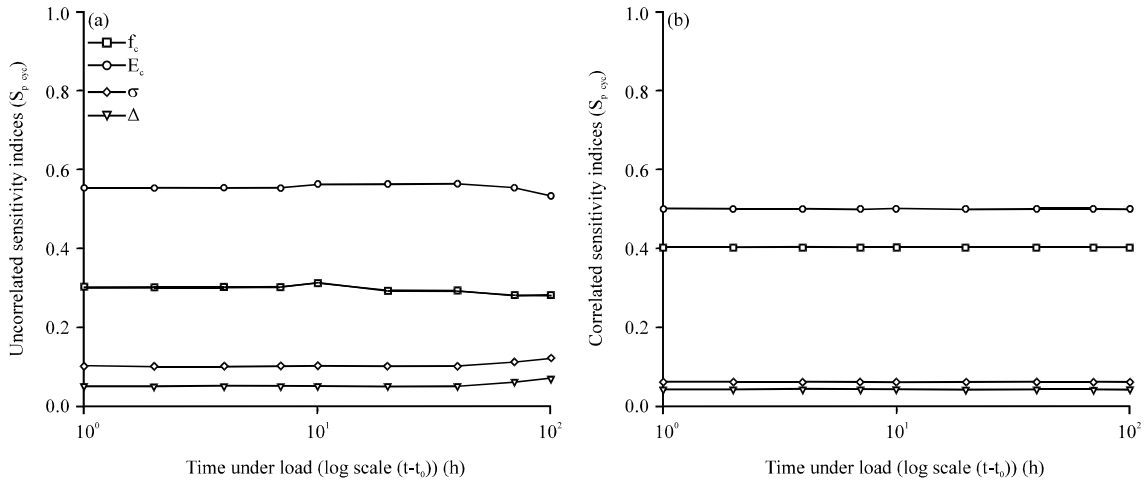 (a)
f_c
E_c
σ
Δ
Uncorrelated sensitivity indices (S_p cyc)
1.0
0.8
0.6
0.4
0.2
0.0
10^0
10^1
10^2
Time under load (log scale (t-t_0)) (h)
(b)
Correlated sensitivity indices (S_p cyc)
1.0
0.8
0.6
0.4
0.2
0.0
10^0
10^1
10^2
Time under load (log scale (t-t_0)) (h)